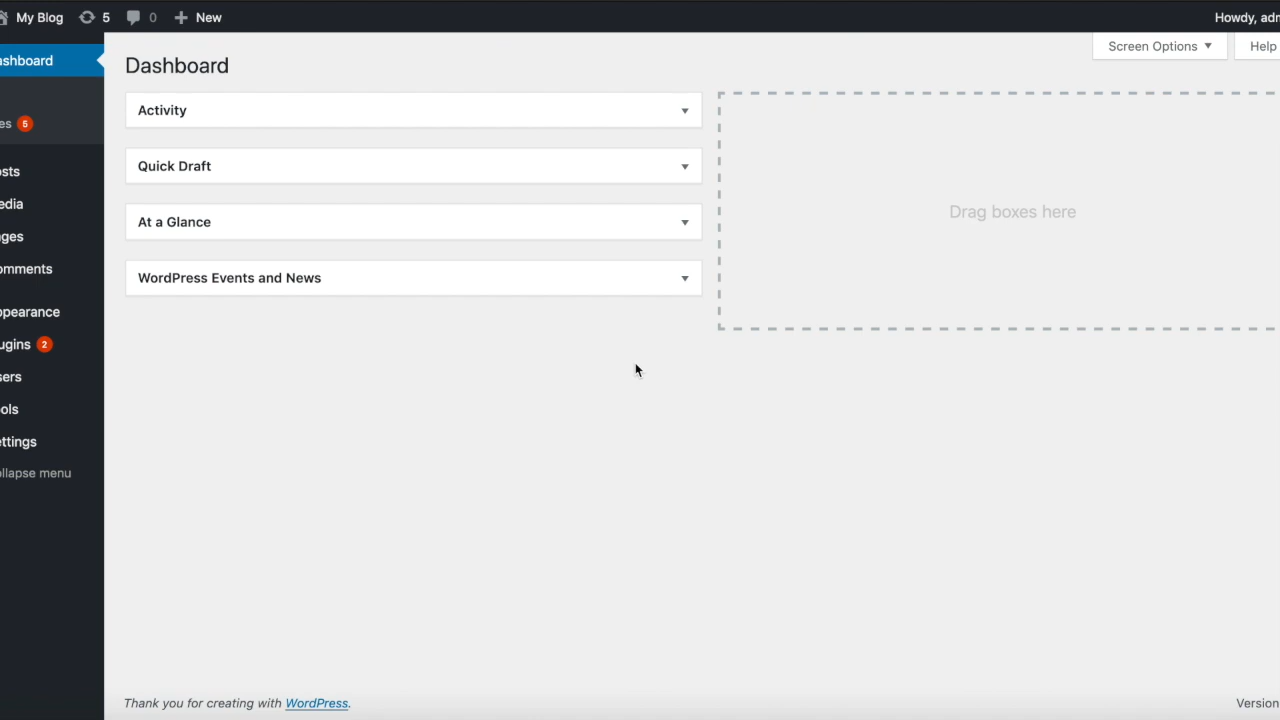 My Blog 5 0 New Howdy, adm
ashboard
Screen Options Help
Dashboard
Activity
es 5
Quick Draft
osts
edia
Drag boxes here
At a Glance
ges
omments
WordPress Events and News
ppearance
ugins 2
sers
ols
ettings
ollapse menu
Thank you for creating with WordPress.
Version